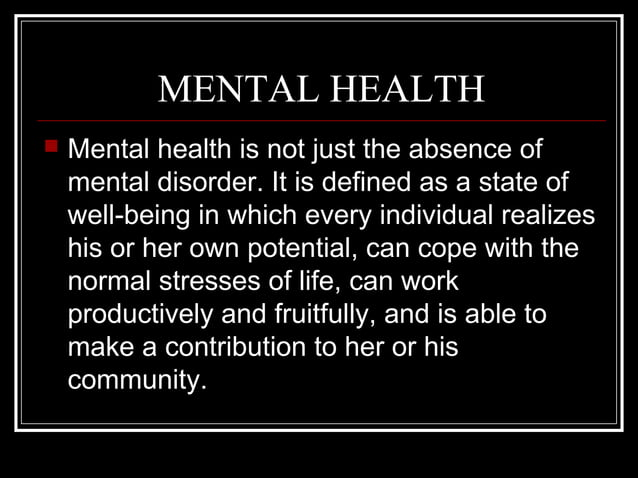 MENTAL HEALTH
Mental health is not just the absence of
mental disorder. It is defined as a state of
well-being in which every individual realizes
his or her own potential, can cope with the
normal stresses of life, can work
productively and fruitfully, and is able to
make a contribution to her or his
community.